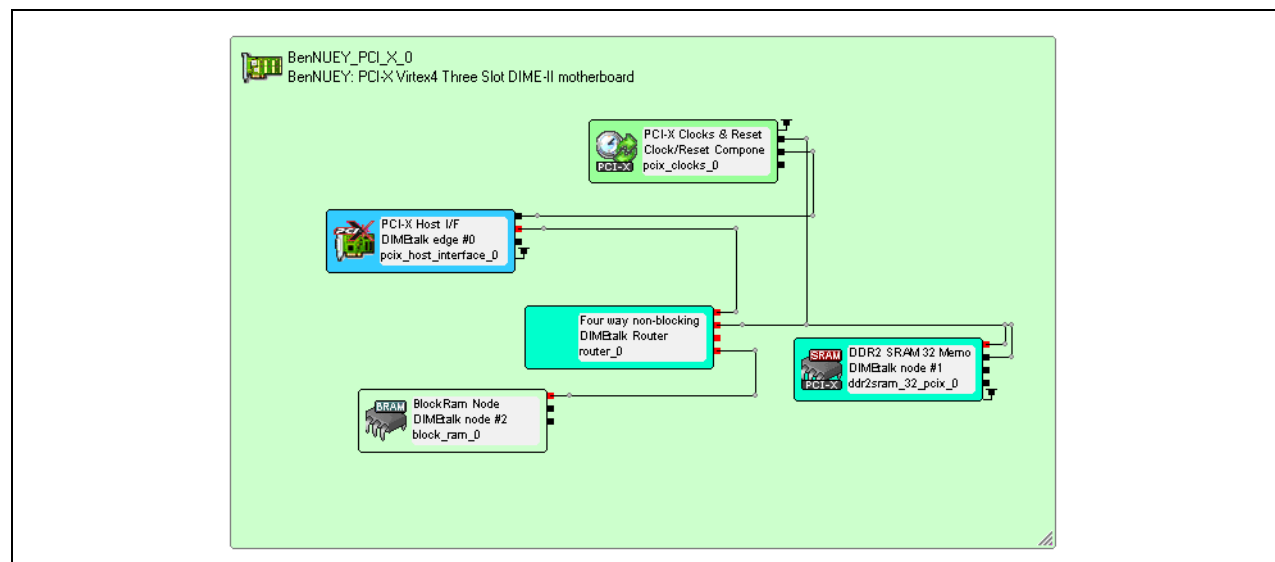 BenNUEY_PCI_X_0
BenNUEY: PCI-X Virtex4 Three Slot DIME-II motherboard
PCI-X Clocks & Reset
Clock/Reset Compone
pcix_clocks_0
PCI-X
PCI-X Host I/F
DIMEtalk edge #0
pcix_host_interface_0
Four way non-blocking
DIMEtalk Router
router_0
SRAM
PCI-X
DDR2 SRAM 32 Memo
DIMEtalk node #1
ddr2sram_32_pcix_0
BRAM
BlockRam Node
DIMEtalk node #2
block_ram_0